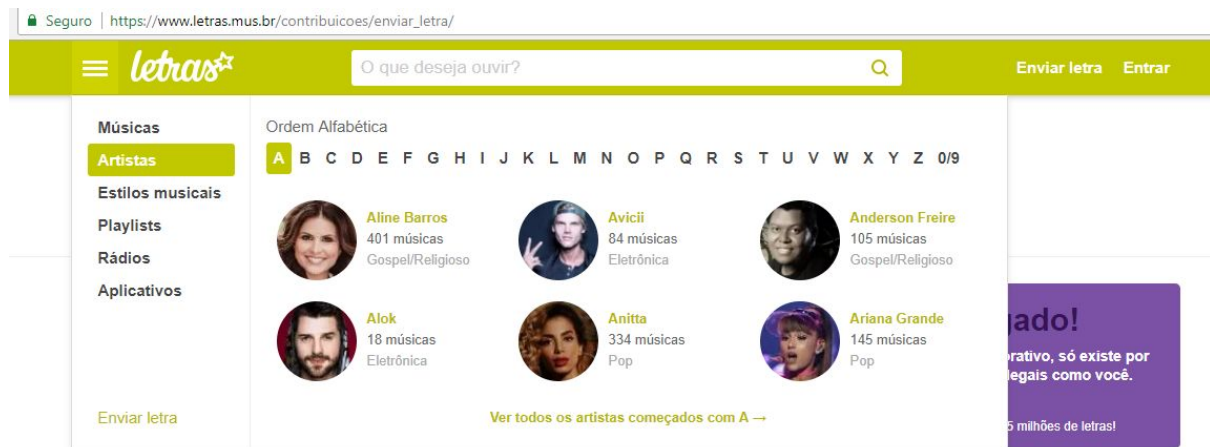 Seguro | https://www.letras.mus.br/contribuicoes/enviar_letra/
letras
O que deseja ouvir?
Enviar letra Entrar
Músicas
Artistas
Estilos musicais
Playlists
Rádios
Aplicativos
Enviar letra
Ordem Alfabética
A B C D E F G H I J K L M N O P Q R S T U V W X Y Z 0/9
Aline Barros
401 músicas
Gospel/Religioso
Avicii
84 músicas
Eletrônica
Anderson Freire
105 músicas
Gospel/Religioso
Alok
18 músicas
Eletrônica
Anitta
334 músicas
Pop
Ariana Grande
145 músicas
Pop
Ver todos os artistas começados com A →
ado!
orativo, só existe por
legais como você.
5 milhões de letras!